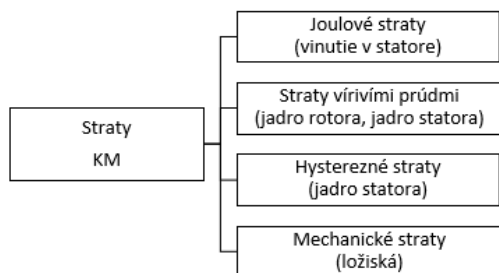 Joulové straty
(vinutie v statore)
Straty vírivími prúdmi
(jadro rotora, jadro statora)
Straty
KM
Hysterezné straty
(jadro statora)
Mechanické straty
(ložiská)